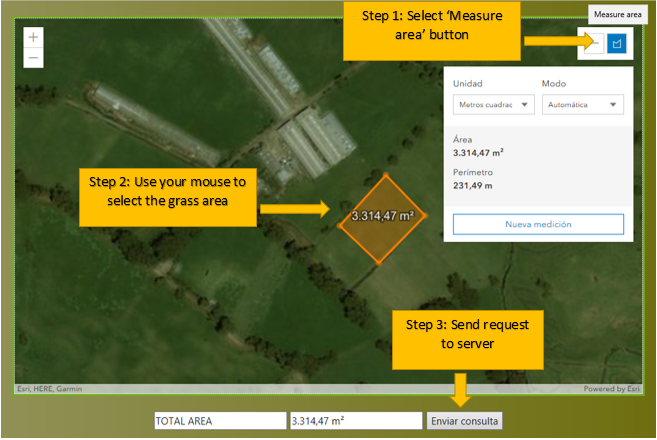 Measure area
Step 1: Select ‘Measure
area’ button
+
−
Unidad
Modo
Metros cuadrac
Automática
Área
3.314,47 m²
Perímetro
231,49 m
Nueva medición
Step 2: Use your mouse to
select the grass area
3.314,47 m²
Step 3: Send request
to server
Esri, HERE, Garmin
Powered by Esri
TOTAL AREA
3.314,47 m²
Enviar consulta